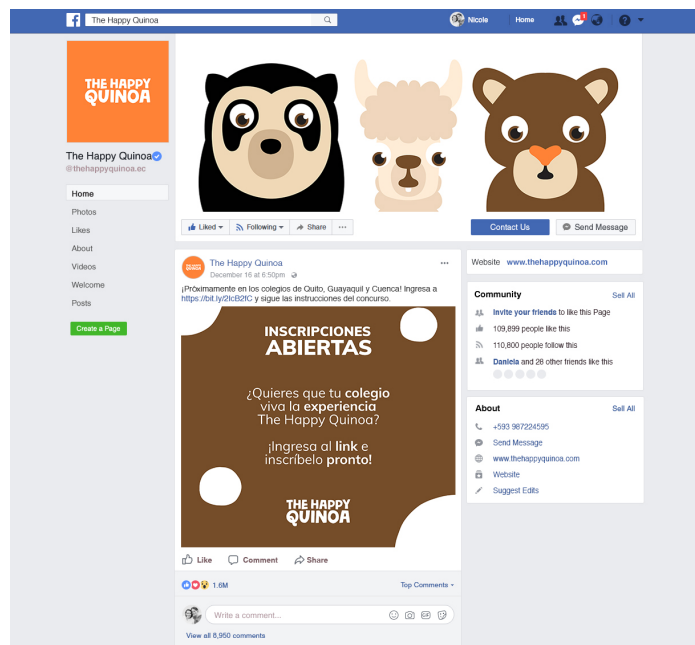 The Happy Quinoa
Nicole
Home
1
THE HAPPY
QUINOA
The Happy Quinoa
@thehappyquinoa.ec
Home
Photos
Likes
About
Videos
Welcome
Posts
Create a Page
Liked
Following
Share
Contact Us
Send Message
The Happy Quinoa
December 16 at 6:50pm
¡Próximamente en los colegios de Quito, Guayaquil y Cuenca! Ingresa a
https://bit.ly/2IcB2fC y sigue las instrucciones del concurso.
INSCRIPCIONES
ABIERTAS
¿Quieres que tu colegio
viva la experiencia
The Happy Quinoa?
¡Ingresa al link e
inscríbelo pronto!
THE HAPPY
QUINOA
Like
Comment
Share
1.6M
Top Comments
Write a comment...
GIF
View all 8,950 comments
Website www.thehappyquinoa.com
Community
Sell All
Invite your friends to like this Page
109,899 people like this
110,800 people follow this
Daniela and 28 other friends like this
About
Sell All
+593 987224595
Send Message
www.thehappyquinoa.com
Website
Suggest Edits